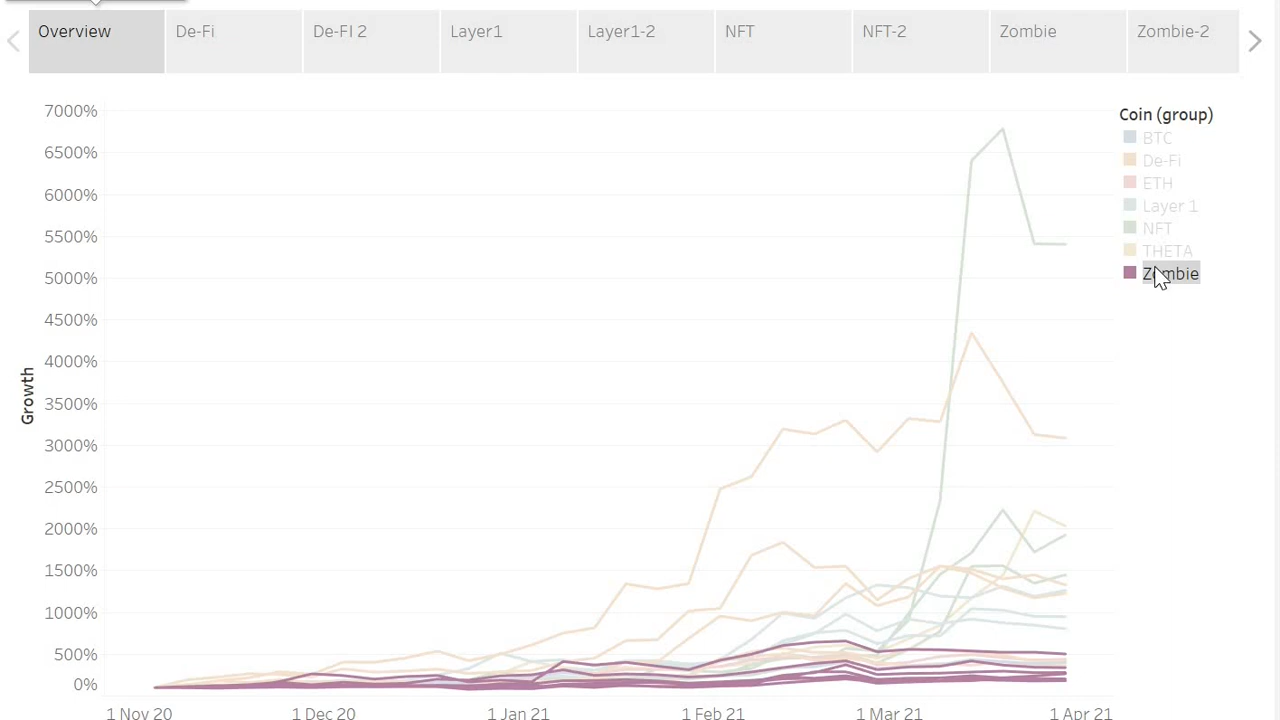 Overview De-Fi De-FI 2 Layer1 Layer1-2 NFT NFT-2 Zombie Zombie-2
7000%
6500%
6000%
5500%
5000%
4500%
4000%
3500%
3000%
2500%
2000%
1500%
1000%
500%
0%
Growth
1 Nov 20 1 Dec 20 1 Jan 21 1 Feb 21 1 Mar 21 1 Apr 21
Coin (group)
BTC
De-Fi
ETH
Layer 1
NFT
THETA
Zombie